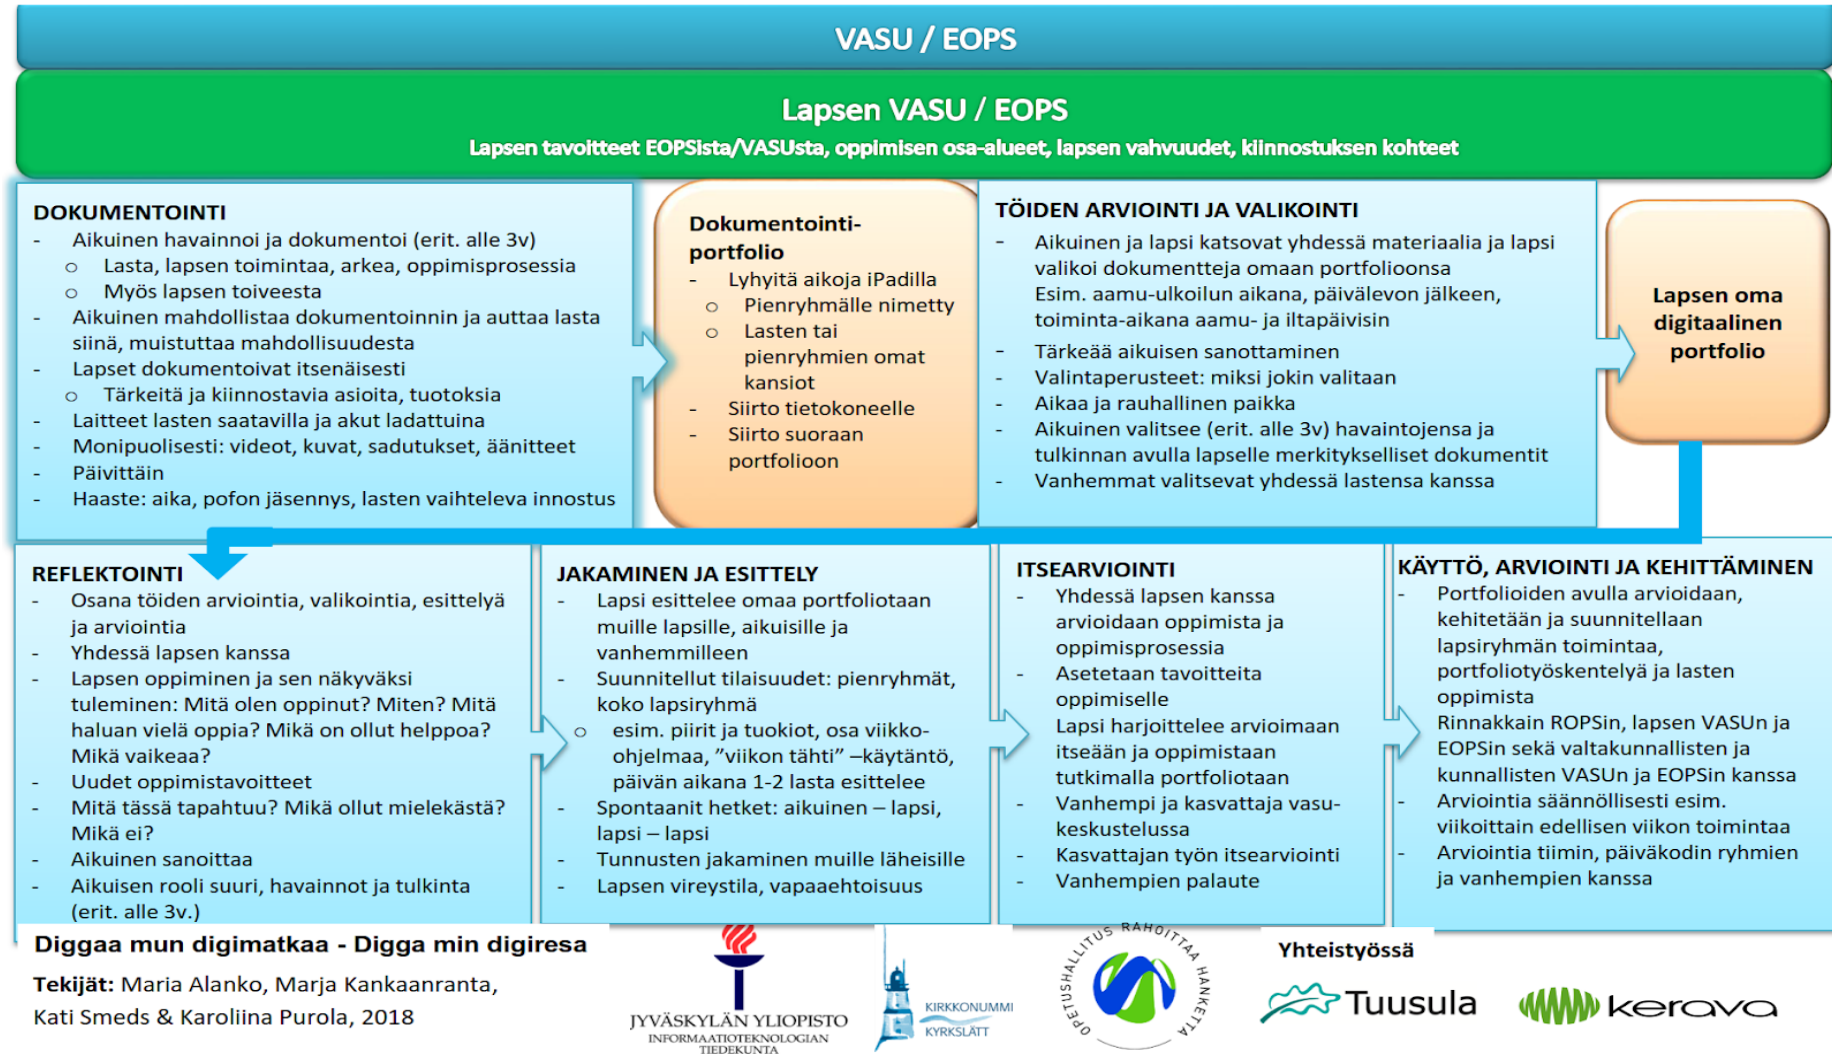 VASU / EOPS
Lapsen VASU / EOPS
Lapsen tavoitteet EOPSista/VASUsta, oppimisen osa-alueet, lapsen vahvuudet, kiinnostuksen kohteet
DOKUMENTOINTI
- Aikuinen havainnoi ja dokumentoi (erit. alle 3v)
o Lasta, lapsen toimintaa, arkea, oppimisprosessia
o Myös lapsen toiveesta
- Aikuinen mahdollistaa dokumentoinnin ja auttaa lasta
siinä, muistuttaa mahdollisuudesta
- Lapset dokumentoivat itsenäisesti
o Tärkeitä ja kiinnostavia asioita, tuotoksia
- Laitteet lasten saatavilla ja akut ladattuina
- Monipuolisesti: videot, kuvat, sadutukset, äänitteet
- Päivittäin
- Haaste: aika, pofon jäsennys, lasten vaihteleva innostus
Dokumentointi-
portfolio
- Lyhyitä aikoja iPadilla
o Pienryhmälle nimetty
o Lasten tai
pienryhmien omat
kansiot
- Siirto tietokoneelle
- Siirto suoraan
portfolioon
TÖIDEN ARVIOINTI JA VALIKOINTI
- Aikuinen ja lapsi katsovat yhdessä materiaalia ja lapsi
valikoi dokumentteja omaan portfolioonsa
Esim. aamu-ulkoilun aikana, päivälevon jälkeen,
toiminta-aikana aamu- ja iltapäivisin
- Tärkeää aikuisen sanottaminen
- Valintaperusteet: miksi jokin valitaan
- Aikaa ja rauhallinen paikka
- Aikuinen valitsee (erit. alle 3v) havaintojensa ja
tulkinnan avulla lapselle merkitykselliset dokumentit
- Vanhemmat valitsevat yhdessä lastensa kanssa
Lapsen oma
digitaalinen
portfolio
REFLEKTOINTI
- Osana töiden arviointia, valikointia, esittelyä
ja arviointia
- Yhdessä lapsen kanssa
- Lapsen oppiminen ja sen näkyväksi
tuleminen: Mitä olen oppinut? Miten? Mitä
haluan vielä oppia? Mikä on ollut helppoa?
Mikä vaikeaa?
- Uudet oppimistavoitteet
- Mitä tässä tapahtuu? Mikä ollut mielekästä?
Mikä ei?
- Aikuinen sanoittaa
- Aikuisen rooli suuri, havainnot ja tulkinta
(erit. alle 3v.)
JAKAMINEN JA ESITTELY
- Lapsi esittelee omaa portfoliotaan
muille lapsille, aikuisille ja
vanhemmilleen
- Suunnitellut tilaisuudet: pienryhmät,
koko lapsiryhmä
o esim. piirit ja tuokiot, osa viikko-
ohjelmaa, ”viikon tähti” –käytäntö,
päivän aikana 1-2 lasta esittelee
- Spontaanit hetket: aikuinen – lapsi,
lapsi – lapsi
- Tunnusten jakaminen muille läheisille
- Lapsen vireystila, vapaaehtoisuus
ITSEARVIOINTI
- Yhdessä lapsen kanssa
arvioidaan oppimista ja
oppimisprosessia
- Asetetaan tavoitteita
oppimiselle
- Lapsi harjoittelee arvioimaan
itseään ja oppimistaan
tutkimalla portfoliotaan
- Vanhempi ja kasvattaja vasu-
keskustelussa
- Kasvattajan työn itsearviointi
- Vanhempien palaute
KÄYTTÖ, ARVIOINTI JA KEHITTÄMINEN
- Portfolioiden avulla arvioidaan,
kehitetään ja suunnitellaan
lapsiryhmän toimintaa,
portfoliotyöskentelyä ja lasten
oppimista
- Rinnakkain ROPSin, lapsen VASUn ja
EOPSin sekä valtakunnallisten ja
kunnallisten VASUn ja EOPSin kanssa
- Arviointia säännöllisesti esim.
viikoittain edellisen viikon toimintaa
- Arviointia tiimin, päiväkodin ryhmien
ja vanhempien kanssa
Diggaa mun digimatkaa - Digga min digiresa
Tekijät: Maria Alanko, Marja Kankaanranta,
Kati Smeds & Karoliina Purola, 2018
JYVÄSKYLÄN YLIOPISTO
INFORMAATIOTEKNOLOGIAN
TIEDEKUNTA
KIRKKONUMMI
KYRKSLÄTT
OPETUSHALLITUS RAHOITTAA HANKETTA
Yhteistyössä
Tuusula
kerava